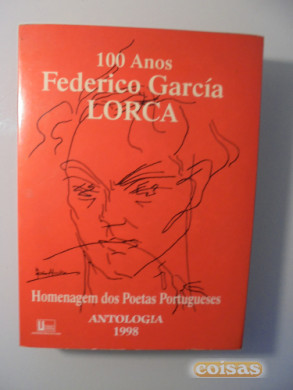 100 Anos
Federico García
LORCA
Homenagem dos Poetas Portugueses
ANTOLOGIA
1998
coisas